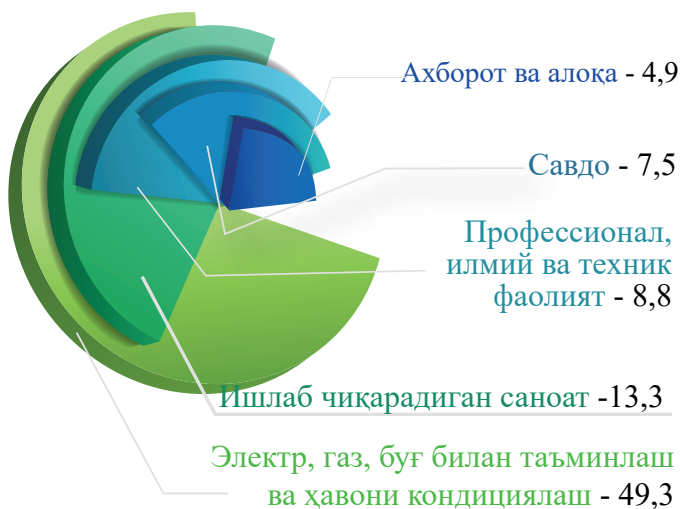 Ахборот ва алоқа - 4,9
Савдо - 7,5
Профессионал,
илмий ва техник
фаолият - 8,8
Ишлаб чиқарадиган саноат -13,3
Электр, газ, буғ билан таъминлаш
ва ҳавони кондициялаш - 49,3